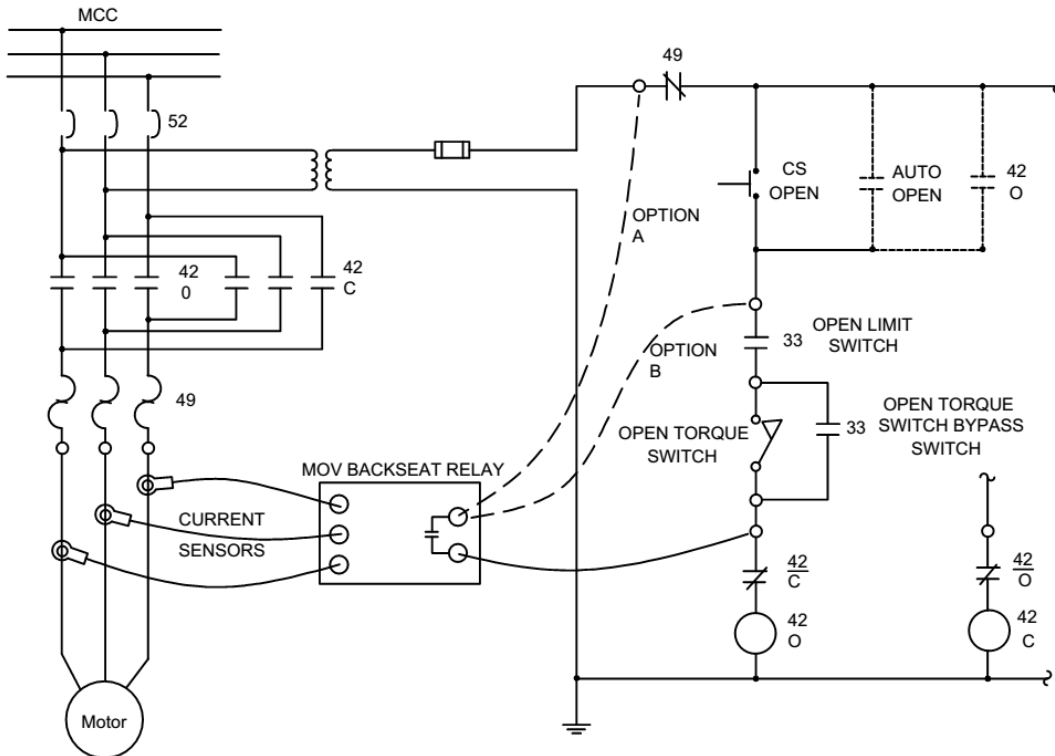 MCC
52
49
CS
OPEN
AUTO
OPEN
42
O
OPTION
A
42
0
42
C
OPTION
B
33
OPEN LIMIT
SWITCH
49
OPEN TORQUE
SWITCH
33
OPEN TORQUE
SWITCH BYPASS
SWITCH
MOV BACKSEAT RELAY
CURRENT
SENSORS
42
C
42
O
42
O
42
C
Motor